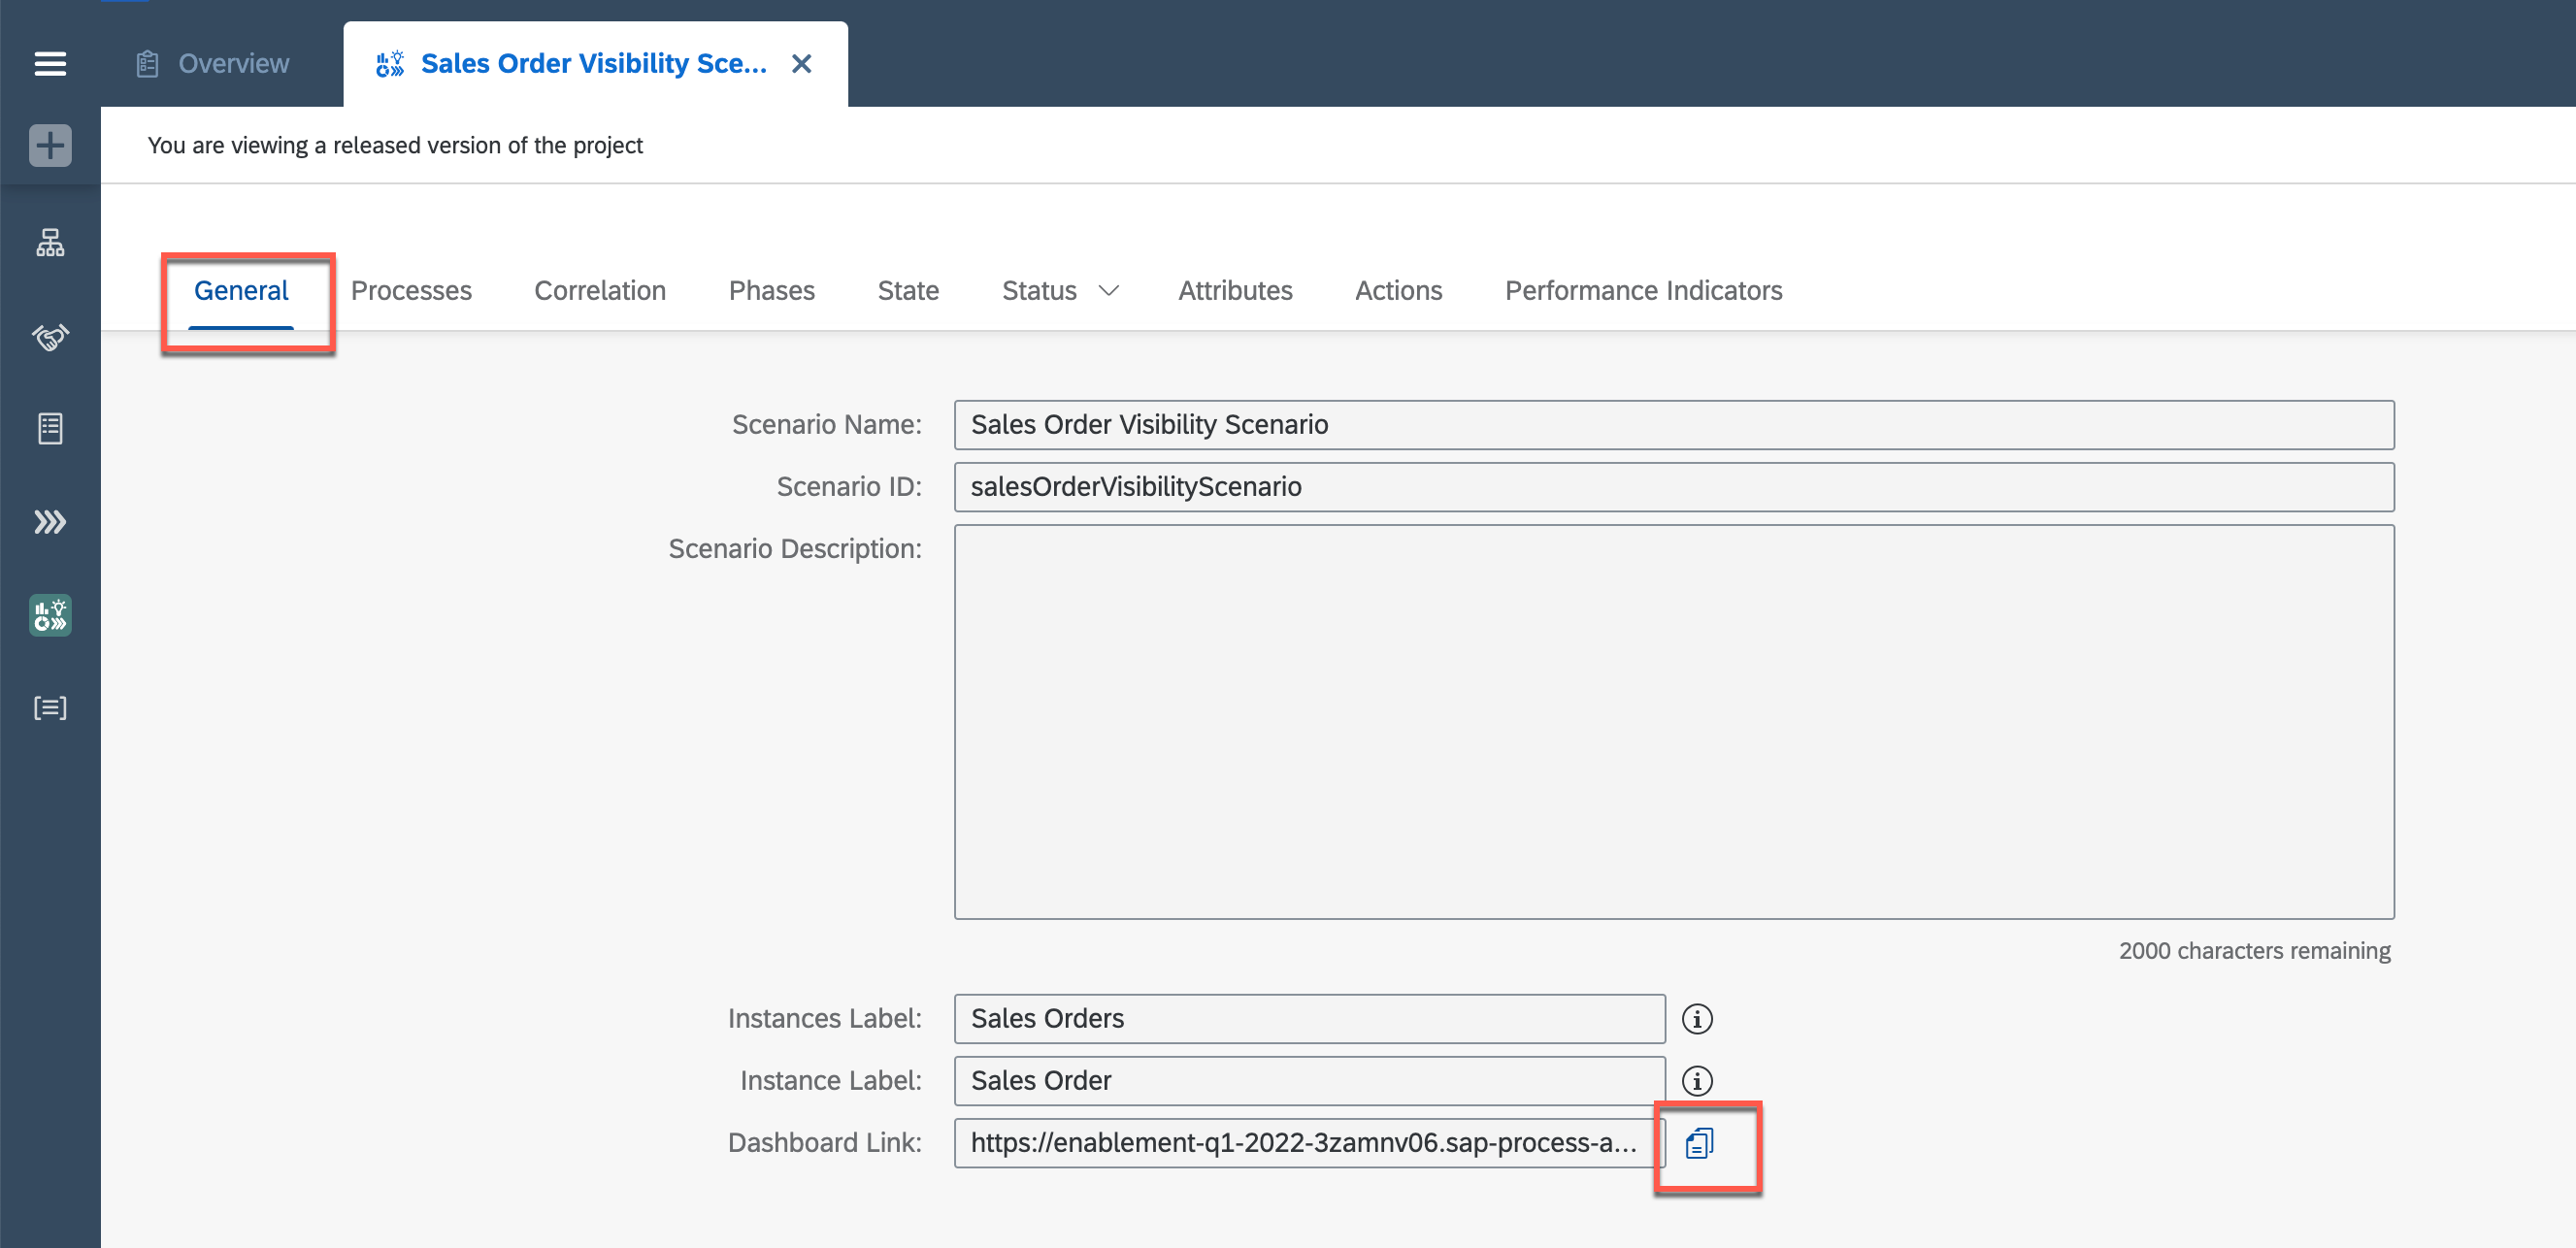 Overview
Sales Order Visibility Sce...
You are viewing a released version of the project
General Processes Correlation Phases State Status Attributes Actions Performance Indicators
Scenario Name: Sales Order Visibility Scenario
Scenario ID: salesOrderVisibilityScenario
Scenario Description:
2000 characters remaining
Instances Label: Sales Orders
Instance Label: Sales Order
Dashboard Link: https://enablement-q1-2022-3zamnv06.sap-process-a...